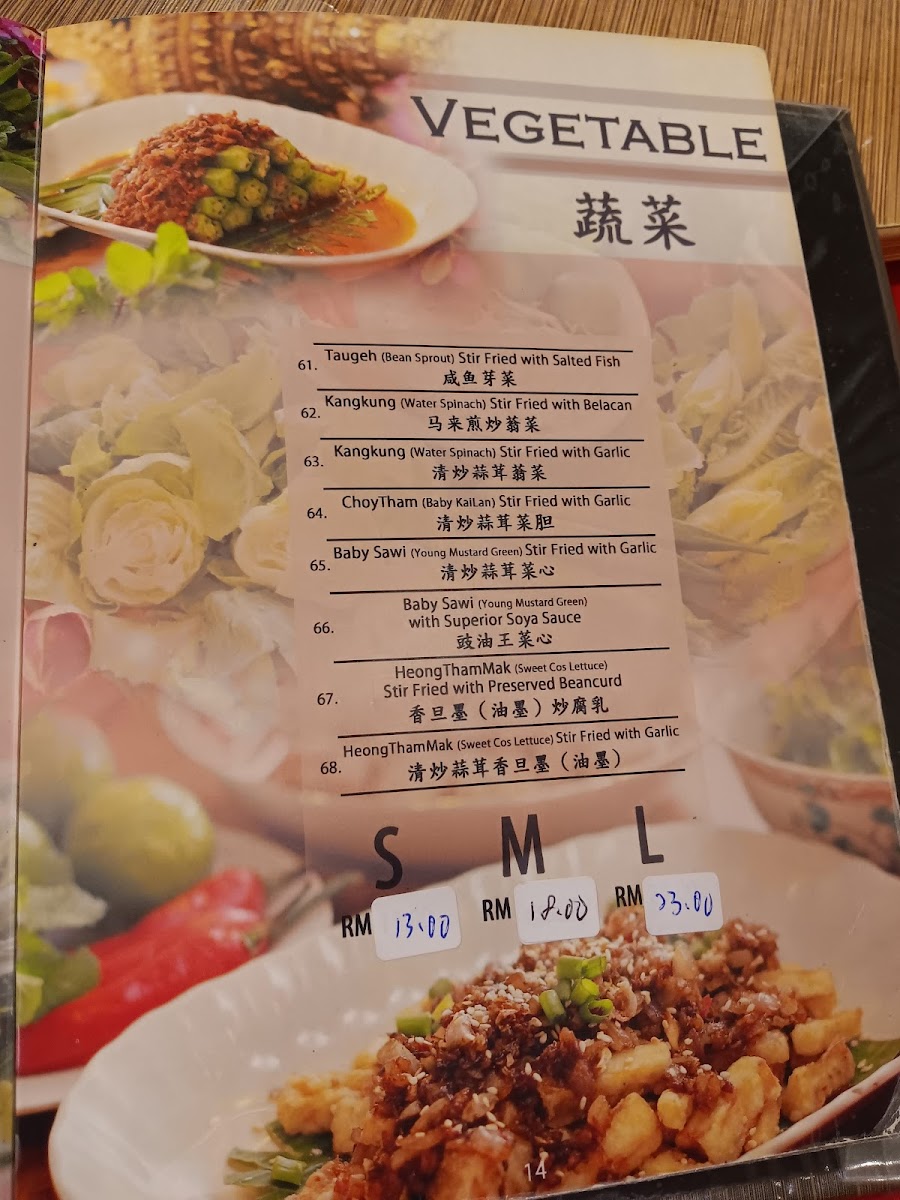 VEGETABLE
蔬菜
61. Taugeh (Bean Sprout) Stir Fried with Salted Fish
咸鱼芽菜
62. Kangkung (Water Spinach) Stir Fried with Belacan
马来煎炒蓊菜
63. Kangkung (Water Spinach) Stir Fried with Garlic
清炒蒜茸蓊菜
64. ChoyTham (Baby KaiLan) Stir Fried with Garlic
清炒蒜茸菜胆
65. Baby Sawi (Young Mustard Green) Stir Fried with Garlic
清炒蒜茸菜心
66. Baby Sawi (Young Mustard Green)
with Superior Soya Sauce
豉油王菜心
67. HeongThamMak (Sweet Cos Lettuce)
Stir Fried with Preserved Beancurd
香旦墨（油墨）炒腐乳
68. HeongThamMak (Sweet Cos Lettuce) Stir Fried with Garlic
清炒蒜茸香旦墨（油墨）
S M L
RM 13.00 RM 18.00 RM 23.00
14